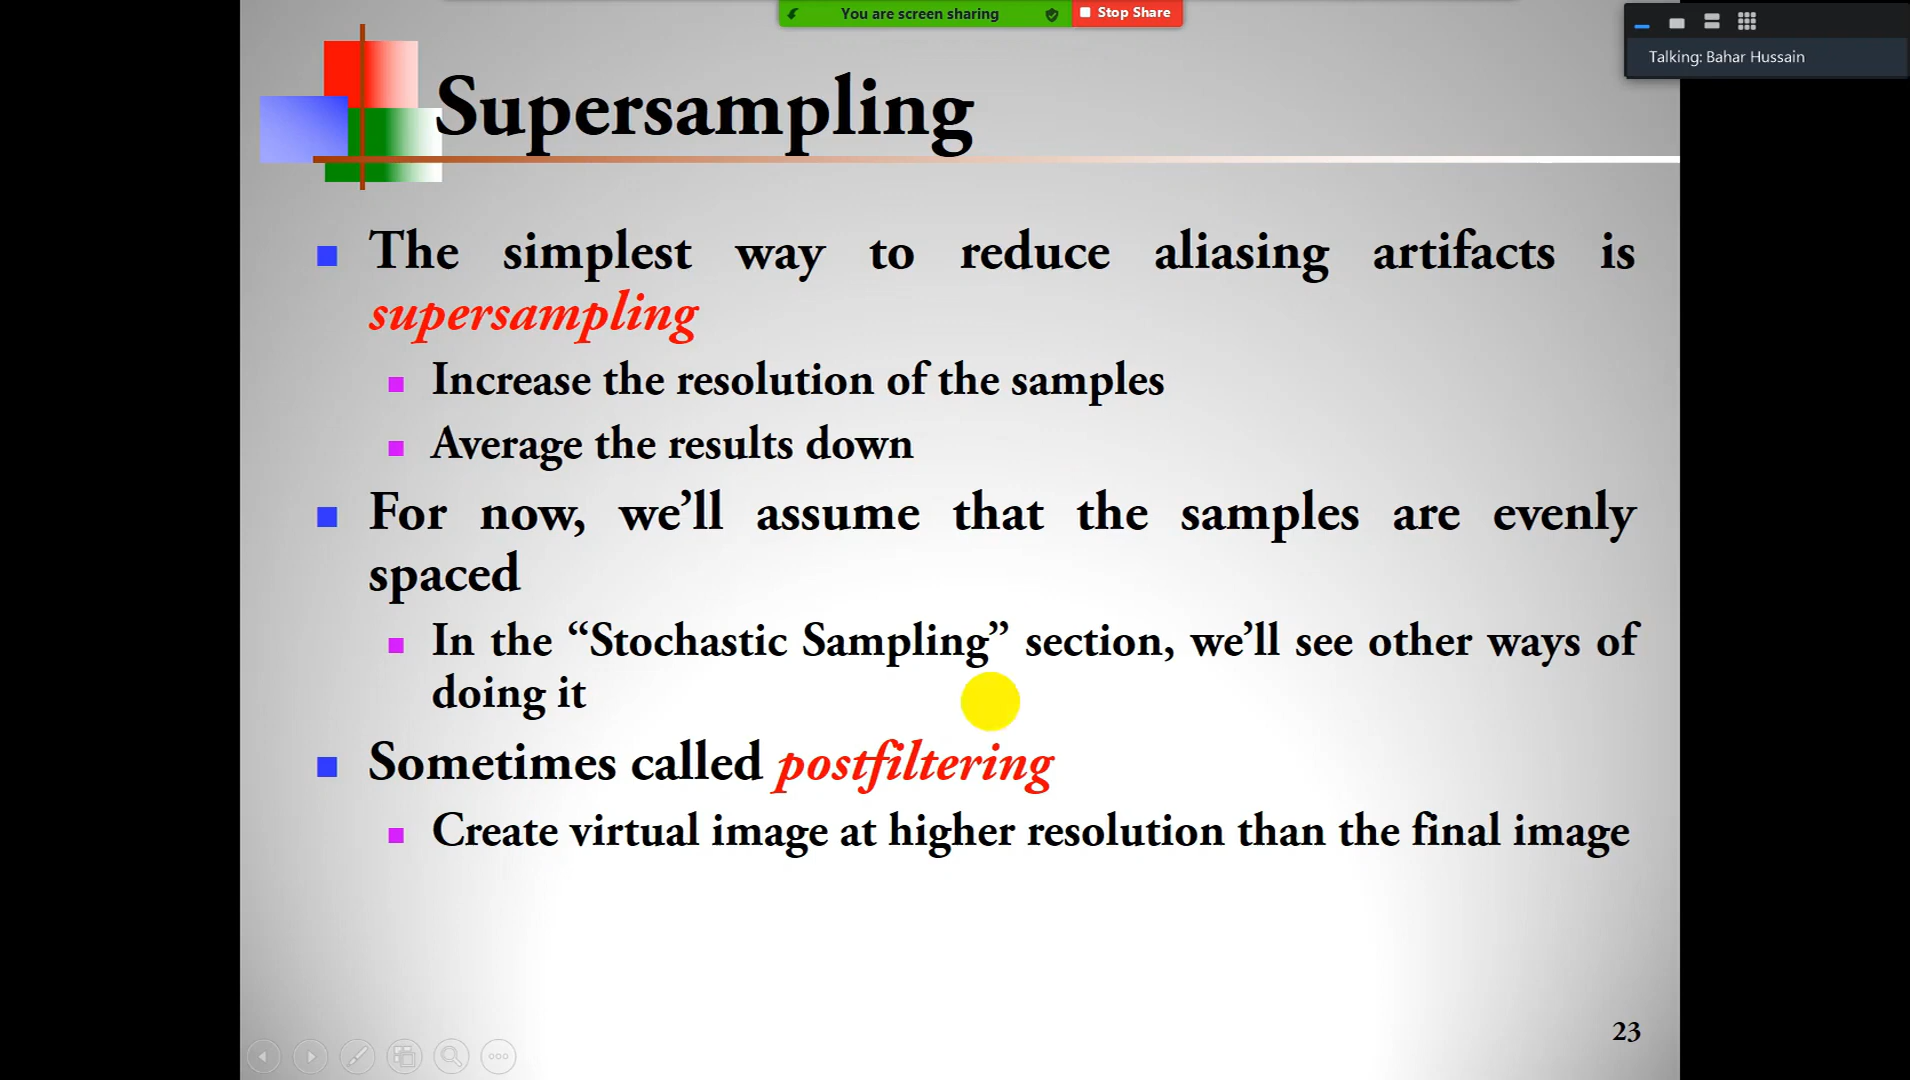 You are screen sharing
Stop Share
Talking: Bahar Hussain
Supersampling
The simplest way to reduce aliasing artifacts is
supersampling
Increase the resolution of the samples
Average the results down
For now, we’ll assume that the samples are evenly
spaced
In the “Stochastic Sampling” section, we’ll see other ways of
doing it
Sometimes called postfiltering
Create virtual image at higher resolution than the final image
23